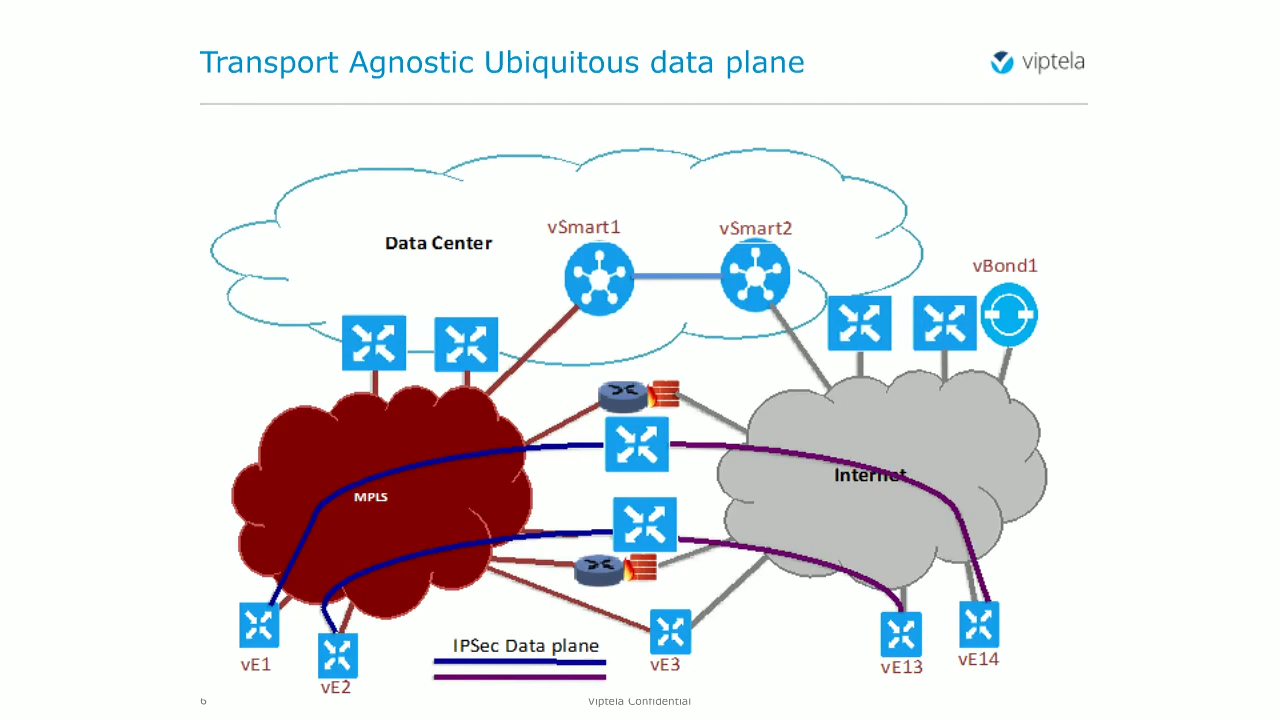 Transport Agnostic Ubiquitous data plane
viptela
vSmart1
vSmart2
Data Center
vBond1
Internet
MPLS
IPSec Data plane
vE1
vE2
vE3
vE13
vE14
6
Viptela Confidential